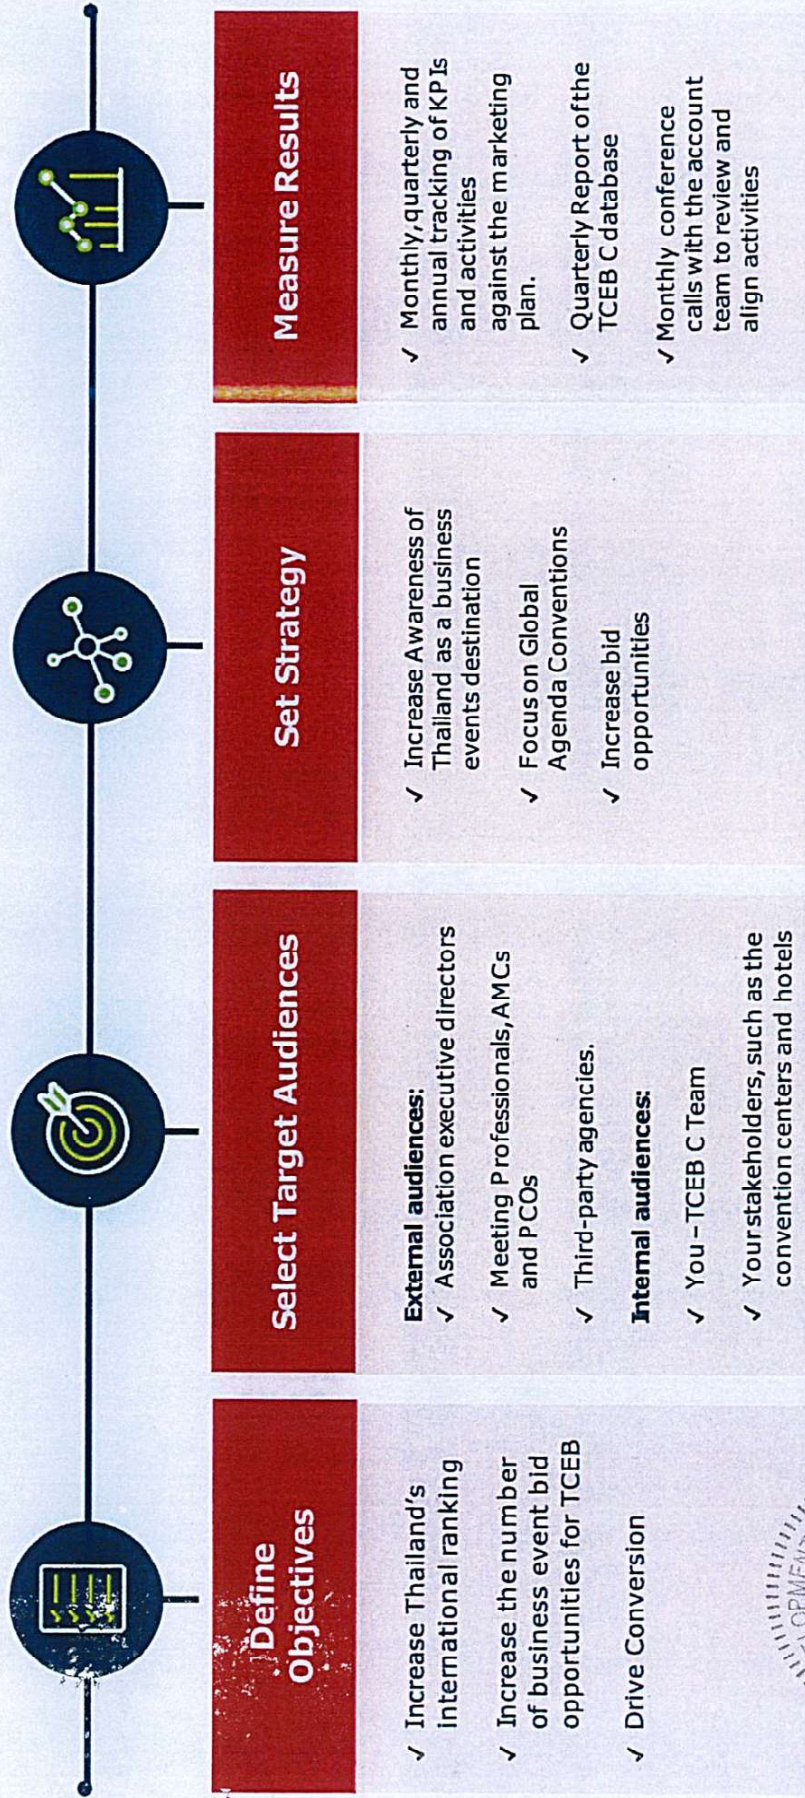 Define
Objectives
✓ Increase Thailand's
international ranking
✓ Increase the number
of business event bid
opportunities for TCEB
✓ Drive Conversion
Select Target Audiences
External audiences:
✓ Association executive directors
✓ Meeting Professionals,AMCs
and PCOs
✓ Third-party agencies.
Internal audiences:
✓ You – TCEB C Team
✓ Your stakeholders, such as the
convention centers and hotels
Set Strategy
✓ Increase Awareness of
Thailand as a business
events destination
✓ Focus on Global
Agenda Conventions
✓ Increase bid
opportunities
Measure Results
✓ Monthly,quarterly and
annual tracking of KPIs
and activities
against the marketing
plan.
✓ Quarterly Report of the
TCEB C database
✓ Monthly conference
calls with the account
team to review and
align activities